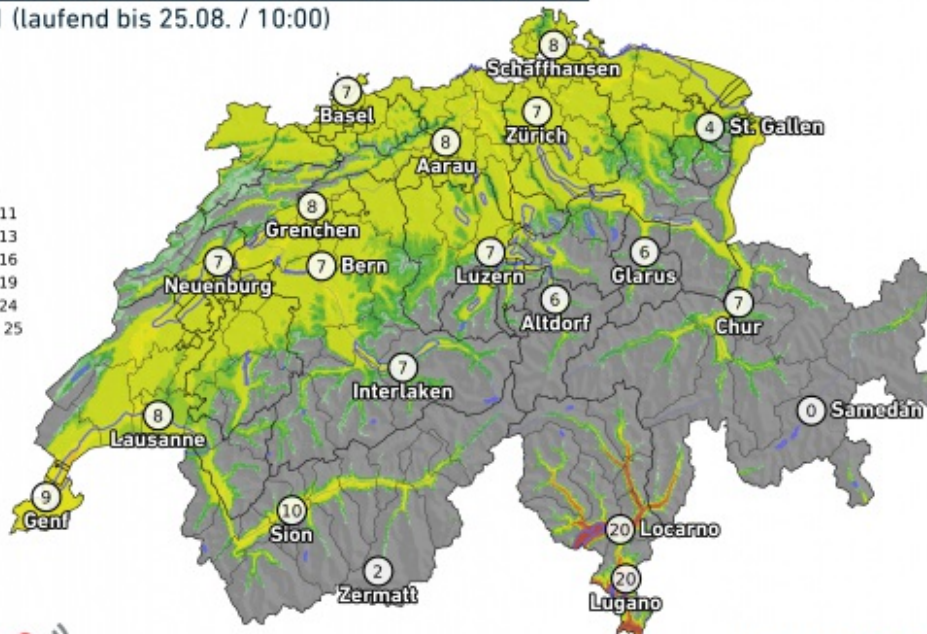 (laufend bis 25.08. / 10:00)
8
Schaffhausen
7
Basel
7
Zürich
4
St. Gallen
8
Aarau
8
Grenchen
11
13
16
19
24
25
7
Neuenburg
7
Bern
7
Luzern
6
Glarus
6
Altdorf
7
Chur
7
Interlaken
8
Lausanne
0
Samedan
9
Genf
10
Sion
20
Locarno
2
Zermatt
20
Lugano